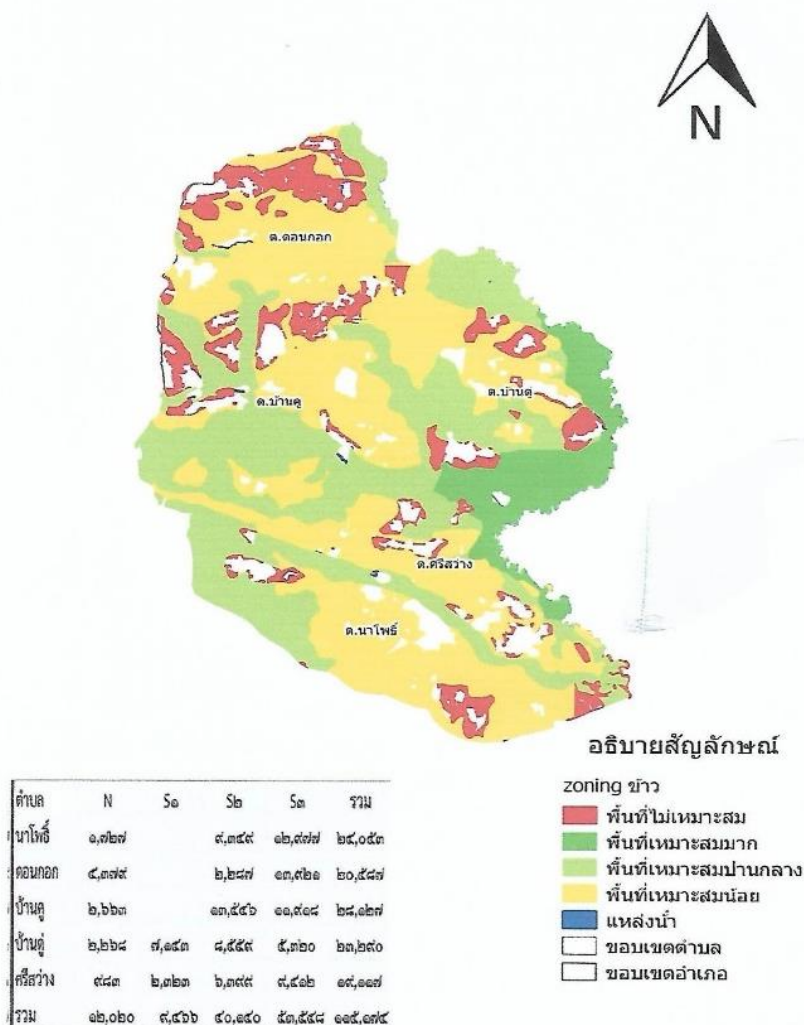 N
ต.ดอนกอก
ต.บ้านดู่
ต.บ้านคู
ต.ศรีสว่าง
ต.นาโพธิ์
อธิบายสัญลักษณ์
zoning ข้าว
พื้นที่ไม่เหมาะสม
พื้นที่เหมาะสมมาก
พื้นที่เหมาะสมปานกลาง
พื้นที่เหมาะสมน้อย
แหล่งน้ำ
ขอบเขตตำบล
ขอบเขตอำเภอ
ตำบล N S๑ S๒ S๓ รวม
นาโพธิ์ ๑,๗๒๗ ๙,๓๔๙ ๑๒,๙๗๗ ๒๔,๐๕๓
ดอนกอก ๔,๓๗๙ ๒,๒๘๗ ๑๓,๙๒๑ ๒๐,๕๘๗
บ้านคู ๒,๖๖๓ ๑๓,๕๔๖ ๑๑,๙๑๘ ๒๘,๑๒๗
บ้านดู่ ๒,๒๖๘ ๗,๑๔๓ ๘,๕๕๙ ๕,๓๒๐ ๒๓,๒๙๐
ศรีสว่าง ๙๘๓ ๒,๓๒๓ ๖,๓๙๙ ๙,๔๑๒ ๑๙,๑๑๗
รวม ๑๒,๐๒๐ ๙,๔๖๖ ๔๐,๑๔๐ ๕๓,๕๔๘ ๑๑๕,๑๗๔